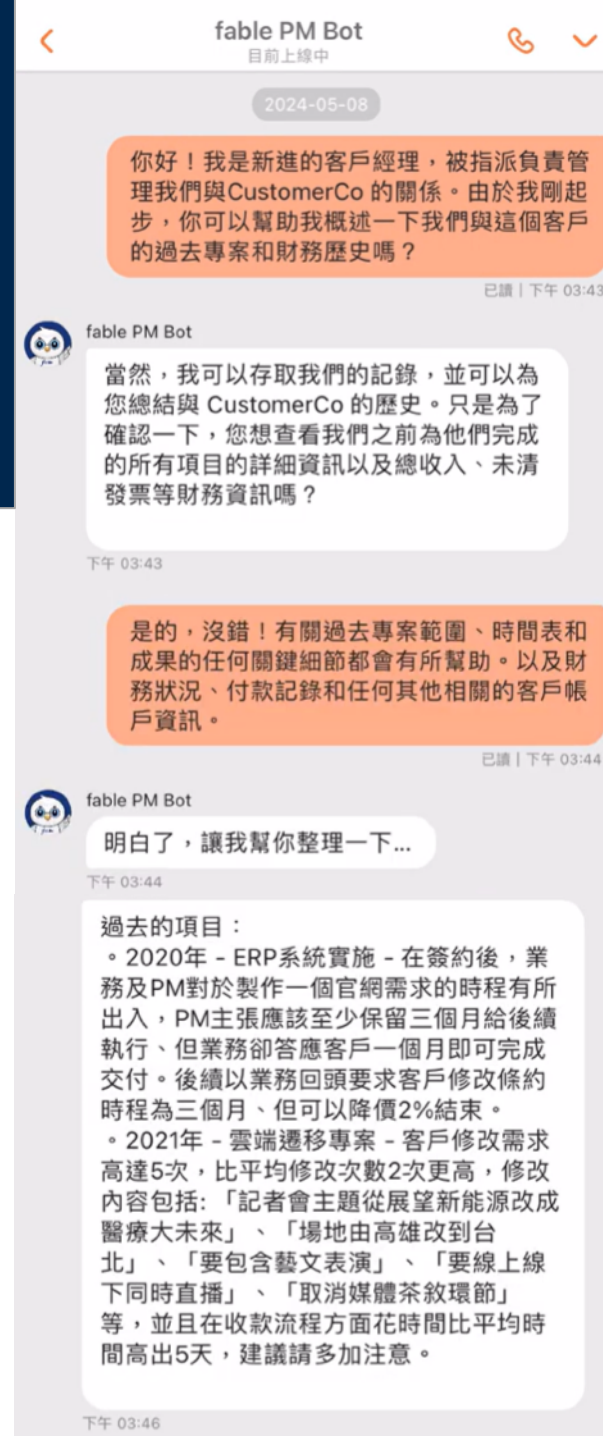 fable PM Bot
目前上線中
2024-05-08
你好！我是新進的客戶經理，被指派負責管
理我們與CustomerCo 的關係。由於我剛起
步，你可以幫助我概述一下我們與這個客戶
的過去專案和財務歷史嗎？
已讀 | 下午 03:43
fable PM Bot
當然，我可以存取我們的記錄，並可以為
您總結與 CustomerCo 的歷史。只是為了
確認一下，您想查看我們之前為他們完成
的所有項目的詳細資訊以及總收入、未清
發票等財務資訊嗎？
下午 03:43
是的，沒錯！有關過去專案範圍、時間表和
成果的任何關鍵細節都會有所幫助。以及財
務狀況、付款記錄和任何其他相關的客戶帳
戶資訊。
已讀 | 下午 03:44
fable PM Bot
明白了，讓我幫你整理一下...
下午 03:44
過去的項目：
。2020年 - ERP系統實施 - 在簽約後，業
務及PM對於製作一個官網需求的時程有所
出入，PM主張應該至少保留三個月給後續
執行、但業務卻答應客戶一個月即可完成
交付。後續以業務回頭要求客戶修改條約
時程為三個月、但可以降價2%結束。
。2021年 - 雲端遷移專案 - 客戶修改需求
高達5次，比平均修改次數2次更高，修改
內容包括: 「記者會主題從展望新能源改成
醫療大未來」、「場地由高雄改到台
北」、「要包含藝文表演」、「要線上線
下同時直播」、「取消媒體茶敘環節」
等，並且在收款流程方面花時間比平均時
間高出5天，建議請多加注意。
下午 03:46